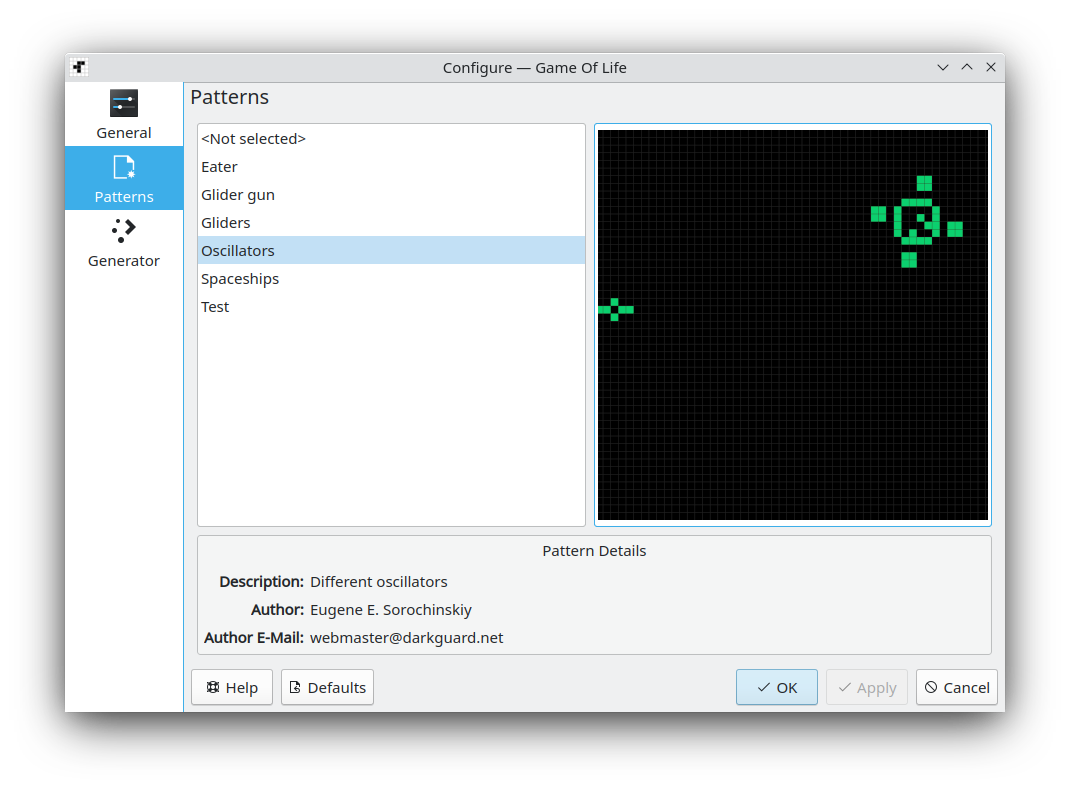 Configure — Game Of Life
General
Patterns
Generator
Patterns
<Not selected>
Eater
Glider gun
Gliders
Oscillators
Spaceships
Test
Pattern Details
Description: Different oscillators
Author: Eugene E. Sorochinskiy
Author E-Mail: webmaster@darkguard.net
Help Defaults OK Apply Cancel